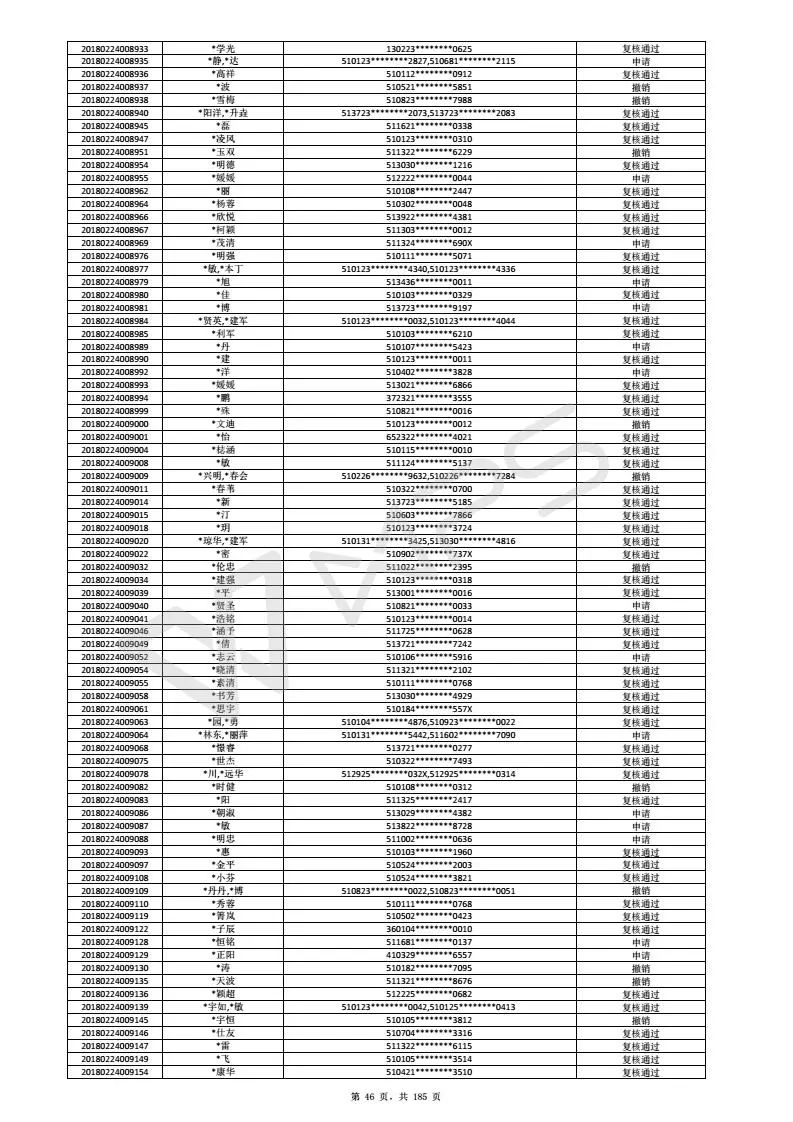 20180224008933 *学光 130223********0625 复核通过
20180224008935 *静,*达 510123********2827,510681********2115 申请
20180224008936 *高祥 510112********0912 复核通过
20180224008937 *波 510521********5851 撤销
20180224008938 *雪梅 510823********7988 撤销
20180224008940 *阳洋,*升垚 513723********2073,513723********2083 复核通过
20180224008945 *磊 511621********0338 复核通过
20180224008947 *凌风 510123********0310 复核通过
20180224008951 *玉双 511322********6229 撤销
20180224008954 *明德 513030********1216 复核通过
20180224008955 *媛媛 512222********0044 申请
20180224008962 *丽 510108********2447 复核通过
20180224008964 *杨蓉 510302********0048 复核通过
20180224008966 *欣悦 513922********4381 复核通过
20180224008967 *柯颖 511303********0012 复核通过
20180224008969 *茂清 511324********690X 申请
20180224008976 *明强 510111********5071 复核通过
20180224008977 *敏,*本丁 510123********4340,510123********4336 复核通过
20180224008979 *旭 513436********0011 申请
20180224008980 *佳 510103********0329 复核通过
20180224008981 *博 513723********9197 申请
20180224008984 *贤英,*建军 510123********0032,510123********4044 复核通过
20180224008985 *利军 510103********6210 复核通过
20180224008989 *丹 510107********5423 申请
20180224008990 *建 510123********0011 复核通过
20180224008992 *洋 510402********3828 申请
20180224008993 *媛媛 513021********6866 复核通过
20180224008994 *鹏 372321********3555 复核通过
20180224008999 *殊 510821********0016 复核通过
20180224009000 *文迪 510123********0012 撤销
20180224009001 *怡 652322********4021 复核通过
20180224009004 *梽涵 510115********0010 复核通过
20180224009008 *敏 511124********5137 复核通过
20180224009009 *兴明,*春会 510226********9632,510226********7284 撤销
20180224009011 *春苇 510322********0700 复核通过
20180224009014 *新 513723********5185 复核通过
20180224009015 *汀 510603********7866 复核通过
20180224009018 *玥 510123********3724 复核通过
20180224009020 *琼华,*建军 510131********3425,513030********4816 复核通过
20180224009022 *密 510902********737X 复核通过
20180224009032 *伦忠 511022********2395 撤销
20180224009034 *建强 510123********0318 复核通过
20180224009039 *平 513001********0016 复核通过
20180224009040 *贤圣 510821********0033 申请
20180224009041 *浩铭 510123********0014 复核通过
20180224009046 *涵予 511725********0628 复核通过
20180224009049 *倩 513721********7242 复核通过
20180224009052 *志云 510106********5916 申请
20180224009054 *晓清 511321********2102 复核通过
20180224009055 *素清 510111********0768 复核通过
20180224009058 *书芳 513030********4929 复核通过
20180224009061 *思宇 510184********557X 复核通过
20180224009063 *园,*勇 510104********4876,510923********0022 复核通过
20180224009064 *林东,*丽萍 510131********5442,511602********7090 申请
20180224009068 *憬睿 513721********0277 复核通过
20180224009075 *世杰 510322********7493 复核通过
20180224009078 *川,*远华 512925********032X,512925********0314 复核通过
20180224009082 *时健 510108********0312 撤销
20180224009083 *阳 511325********2417 复核通过
20180224009086 *朝淑 513029********4382 申请
20180224009087 *敏 513822********8728 申请
20180224009088 *明忠 511002********0636 申请
20180224009093 *惠 510103********1960 复核通过
20180224009097 *金平 510524********2003 复核通过
20180224009108 *小芬 510524********3821 复核通过
20180224009109 *丹丹,*博 510823********0022,510823********0051 撤销
20180224009110 *秀蓉 510111********0768 复核通过
20180224009119 *箐岚 510502********0423 复核通过
20180224009122 *子辰 360104********0010 复核通过
20180224009128 *恒铭 511681********0137 申请
20180224009129 *正阳 410329********6557 申请
20180224009130 *涛 510182********7095 撤销
20180224009135 *天波 511321********8676 撤销
20180224009136 *颖超 512225********0682 复核通过
20180224009139 *宇如,*敏 510123********0042,510125********0413 复核通过
20180224009145 *宇恒 510105********3812 撤销
20180224009146 *仕友 510704********3316 复核通过
20180224009147 *雷 511322********6115 复核通过
20180224009149 *飞 510105********3514 复核通过
20180224009154 *康华 510421********3510 复核通过
第 46 页，共 185 页